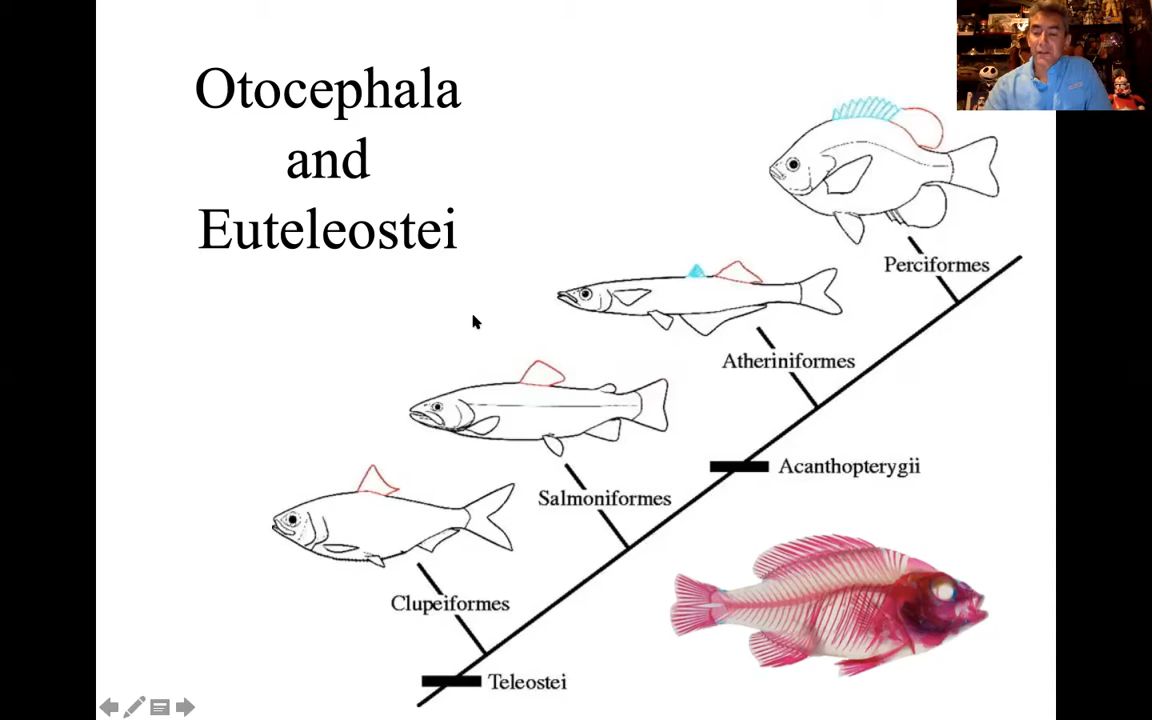 Otocephala
and
Euteleostei
Perciformes
Atheriniformes
Acanthopterygii
Salmoniformes
Clupeiformes
Teleostei